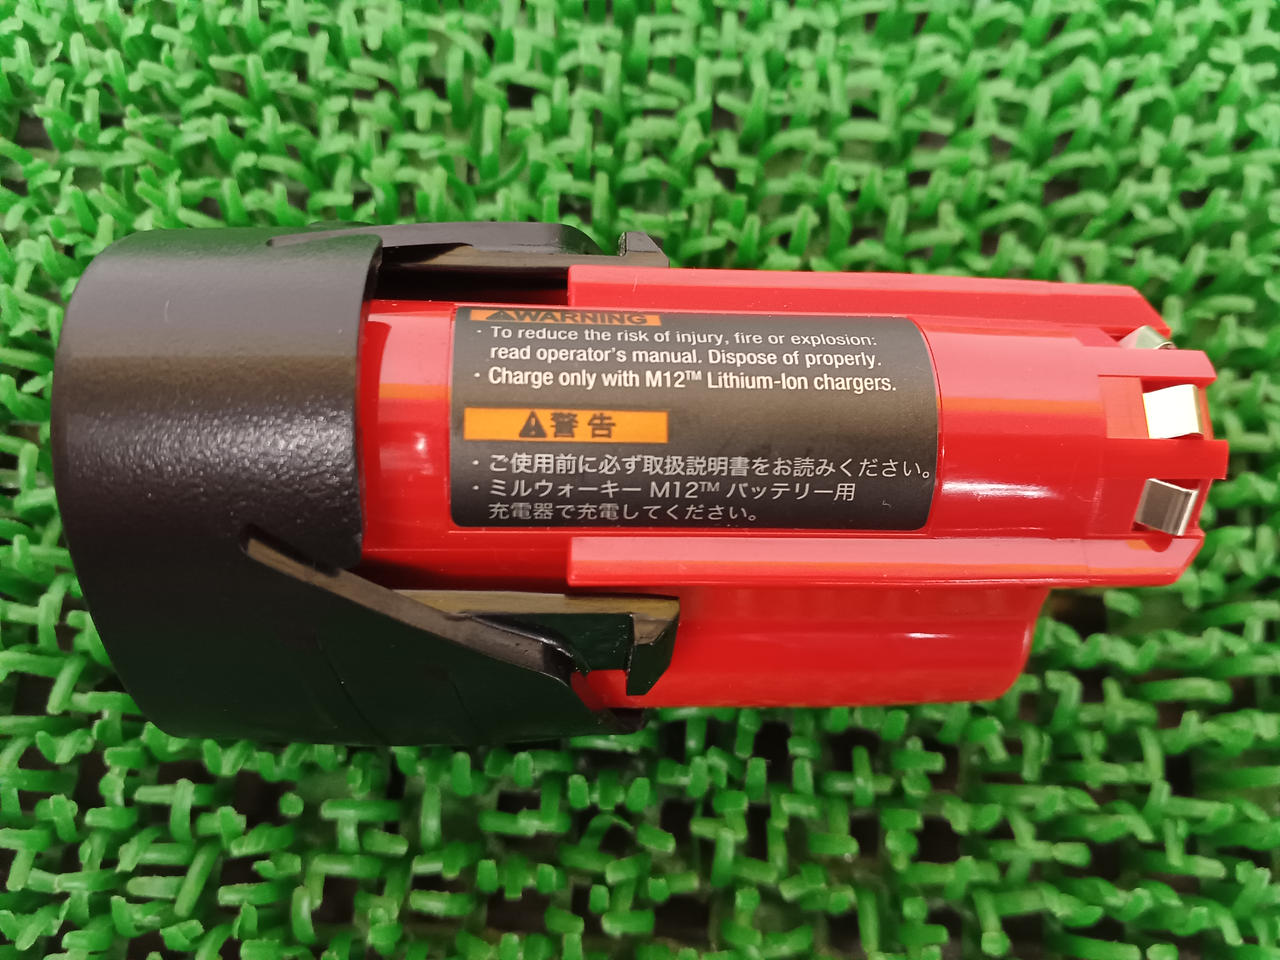 ⚠WARNING
· To reduce the risk of injury, fire or explosion:
read operator's manual. Dispose of properly.
· Charge only with M12™ Lithium-Ion chargers.
⚠警告
・ご使用前に必ず取扱説明書をお読みください。
・ミルウォーキー M12™ バッテリー用
充電器で充電してください。